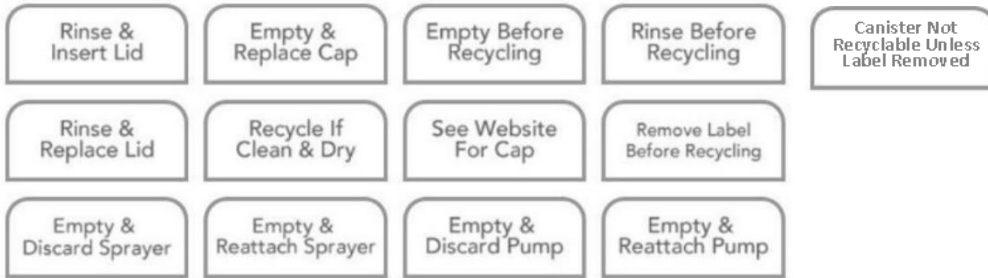 Rinse &
Insert Lid
Empty &
Replace Cap
Empty Before
Recycling
Rinse Before
Recycling
Canister Not
Recyclable Unless
Label Removed
Rinse &
Replace Lid
Recycle If
Clean & Dry
See Website
For Cap
Remove Label
Before Recycling
Empty &
Discard Sprayer
Empty &
Reattach Sprayer
Empty &
Discard Pump
Empty &
Reattach Pump